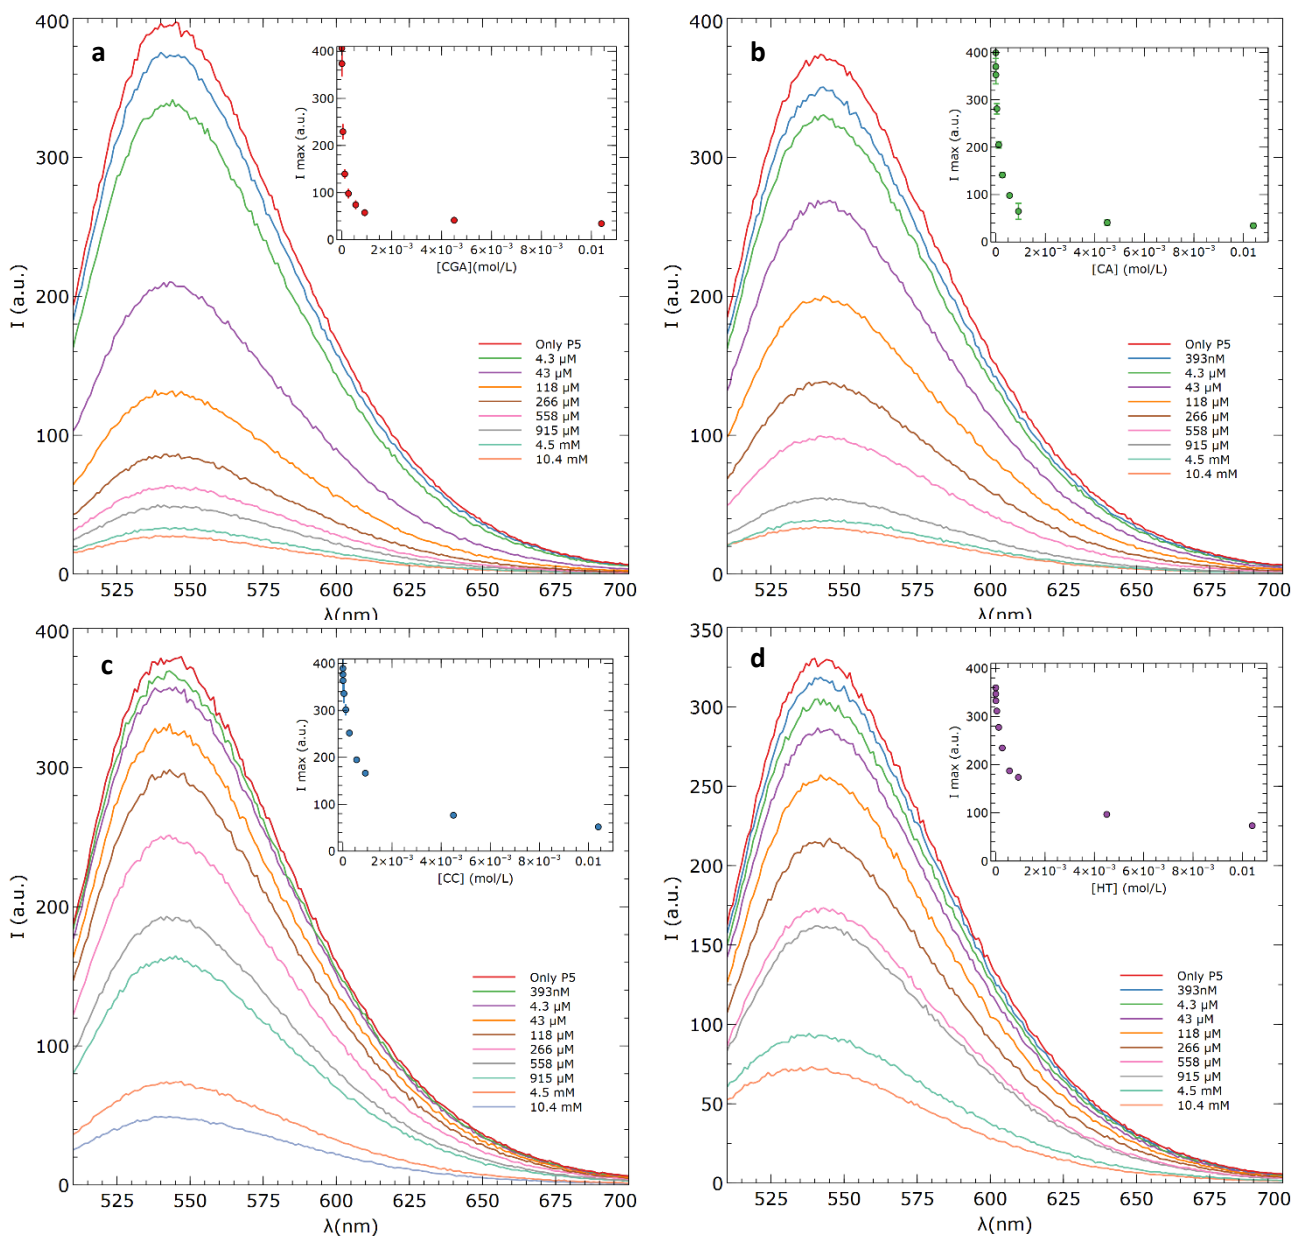 a
400
300
200
100
0
I (a.u.)
525 550 575 600 625 650 675 700
λ(nm)
400
300
200
100
0
I max (a.u.)
0 2×10⁻³ 4×10⁻³ 6×10⁻³ 8×10⁻³ 0.01
[CGA](mol/L)
Only P5
4.3 µM
43 µM
118 µM
266 µM
558 µM
915 µM
4.5 mM
10.4 mM
b
400
300
200
100
0
I (a.u.)
525 550 575 600 625 650 675 700
λ(nm)
400
300
200
100
0
I max (a.u.)
0 2×10⁻³ 4×10⁻³ 6×10⁻³ 8×10⁻³ 0.01
[CA] (mol/L)
Only P5
393nM
4.3 µM
43 µM
118 µM
266 µM
558 µM
915 µM
4.5 mM
10.4 mM
c
400
300
200
100
0
I (a.u.)
525 550 575 600 625 650 675 700
λ(nm)
400
300
200
100
0
I max (a.u.)
0 2×10⁻³ 4×10⁻³ 6×10⁻³ 8×10⁻³ 0.01
[CC] (mol/L)
Only P5
393nM
4.3 µM
43 µM
118 µM
266 µM
558 µM
915 µM
4.5 mM
10.4 mM
d
350
300
250
200
150
100
50
0
I (a.u.)
525 550 575 600 625 650 675 700
λ(nm)
400
300
200
100
0
I max (a.u.)
0 2×10⁻³ 4×10⁻³ 6×10⁻³ 8×10⁻³ 0.01
[HT] (mol/L)
Only P5
393nM
4.3 µM
43 µM
118 µM
266 µM
558 µM
915 µM
4.5 mM
10.4 mM